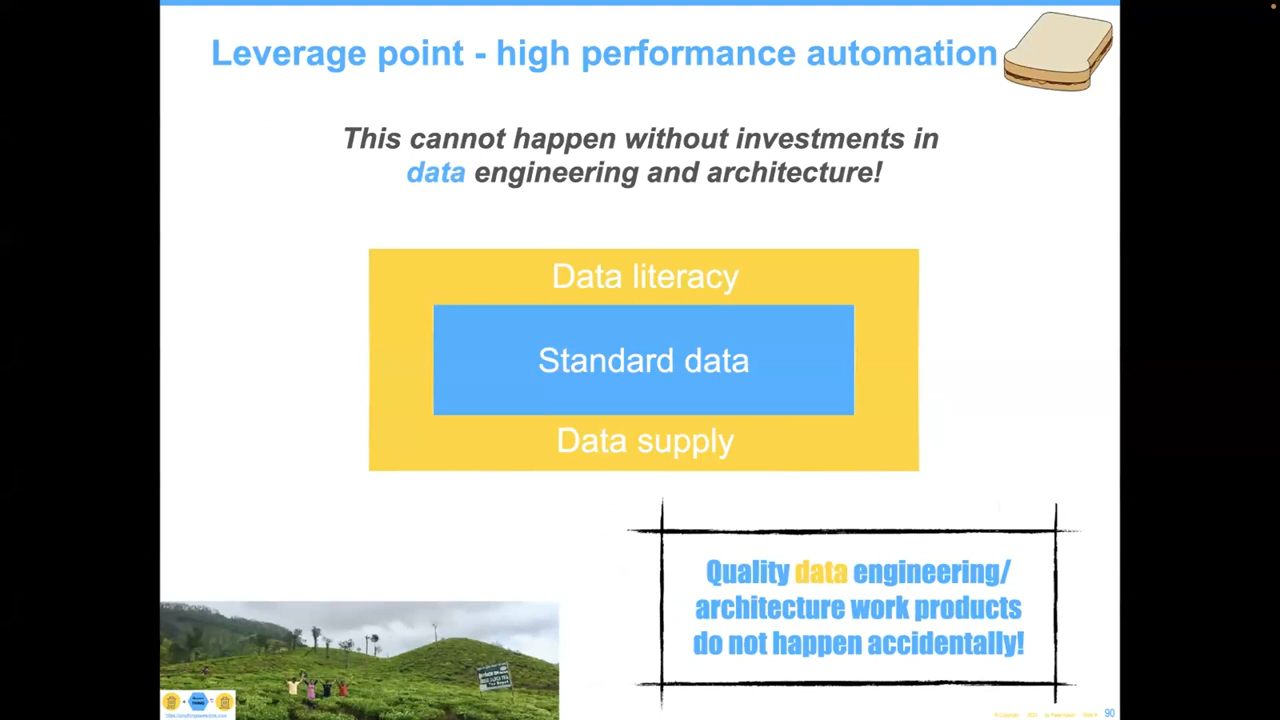 Leverage point - high performance automation
This cannot happen without investments in
data engineering and architecture!
Data literacy
Standard data
Data supply
Quality data engineering/
architecture work products
do not happen accidentally!
90